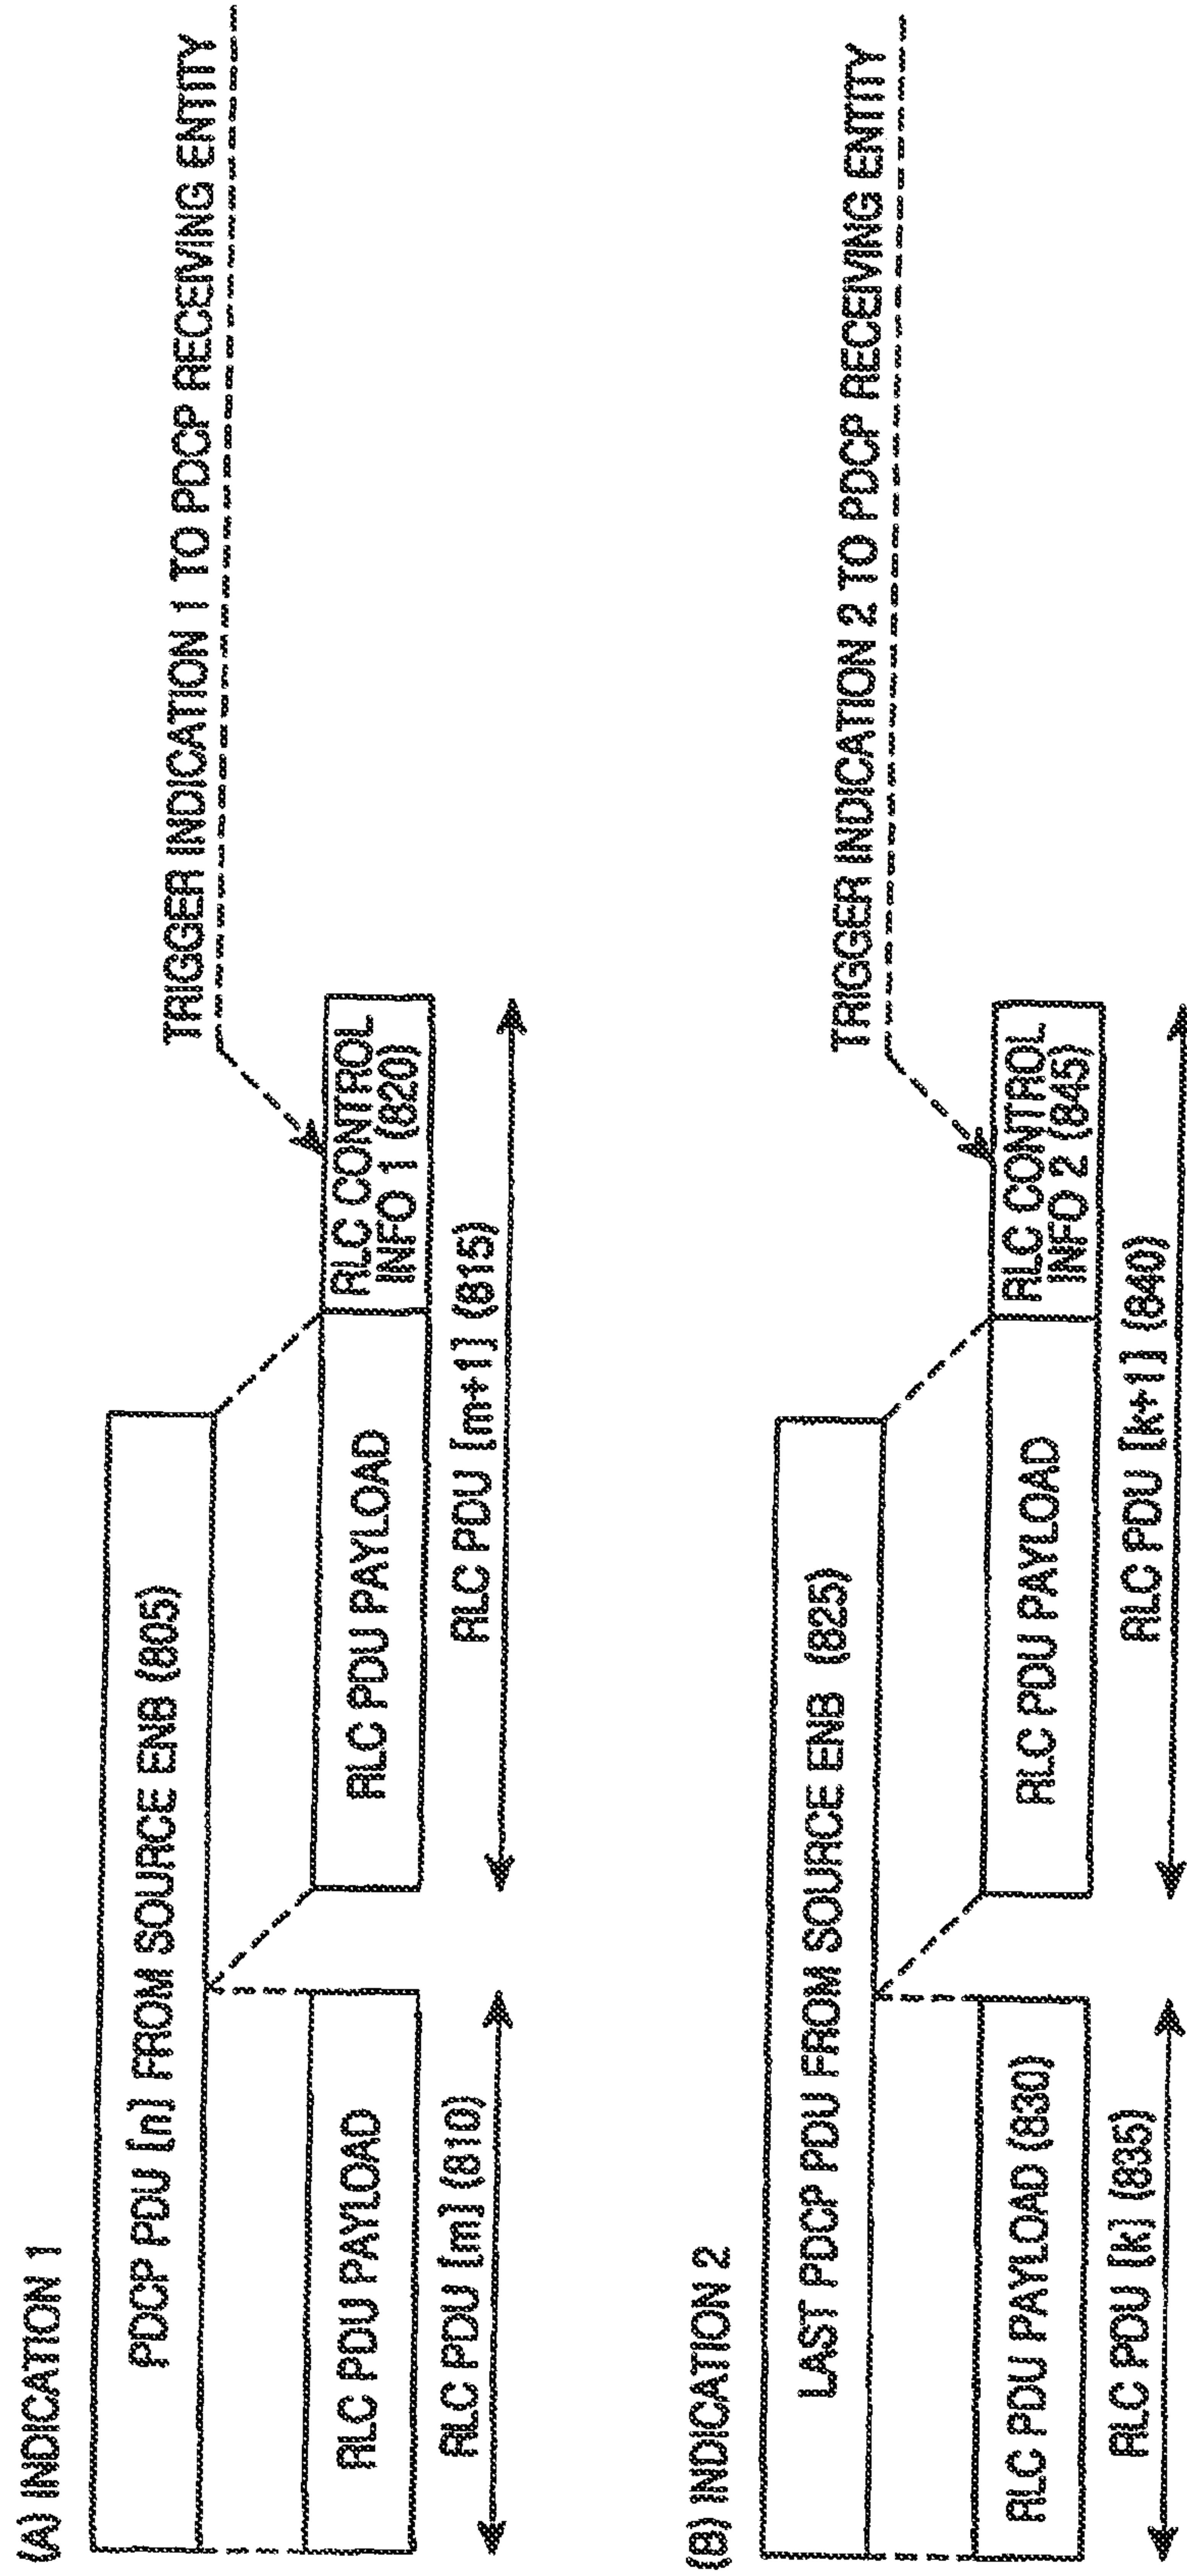 (A) INDICATION 1
PDCP PDU [n] FROM SOURCE ENB (805)
TRIGGER INDICATION 1 TO PDCP RECEIVING ENTITY
RLC PDU PAYLOAD
RLC PDU PAYLOAD
RLC CONTROL
INFO 1 (820)
RLC PDU [m] (810)
RLC PDU [m+1] (815)
(B) INDICATION 2
LAST PDCP PDU FROM SOURCE ENB (825)
TRIGGER INDICATION 2 TO PDCP RECEIVING ENTITY
RLC PDU PAYLOAD (830)
RLC PDU PAYLOAD
RLC CONTROL
INFO 2 (845)
RLC PDU [k] (835)
RLC PDU [k+1] (840)